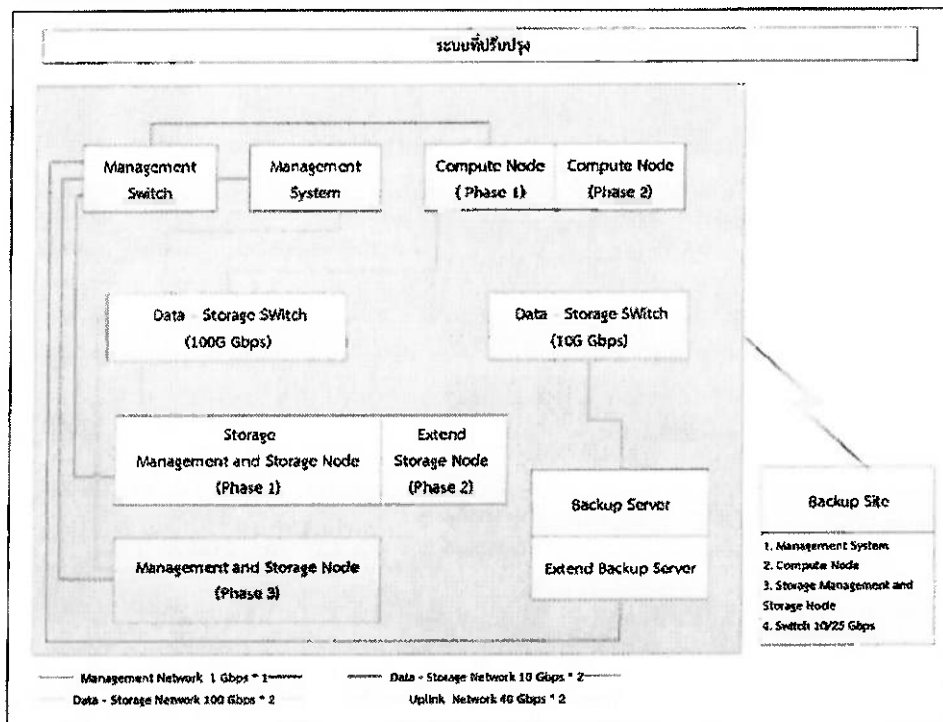 ระบบที่ปรับปรุง
Management
Switch
Management
System
Compute Node
(Phase 1)
Compute Node
(Phase 2)
Data - Storage SWitch
(100G Gbps)
Data - Storage SWitch
(10G Gbps)
Storage
Management and Storage Node
(Phase 1)
Extend
Storage Node
(Phase 2)
Backup Server
Extend Backup Server
Management and Storage Node
(Phase 3)
Backup Site
1. Management System
2. Compute Node
3. Storage Management and
Storage Node
4. Switch 10/25 Gbps
Management Network 1 Gbps * 1
Data - Storage Network 10 Gbps * 2
Data - Storage Network 100 Gbps * 2
Uplink Network 40 Gbps * 2